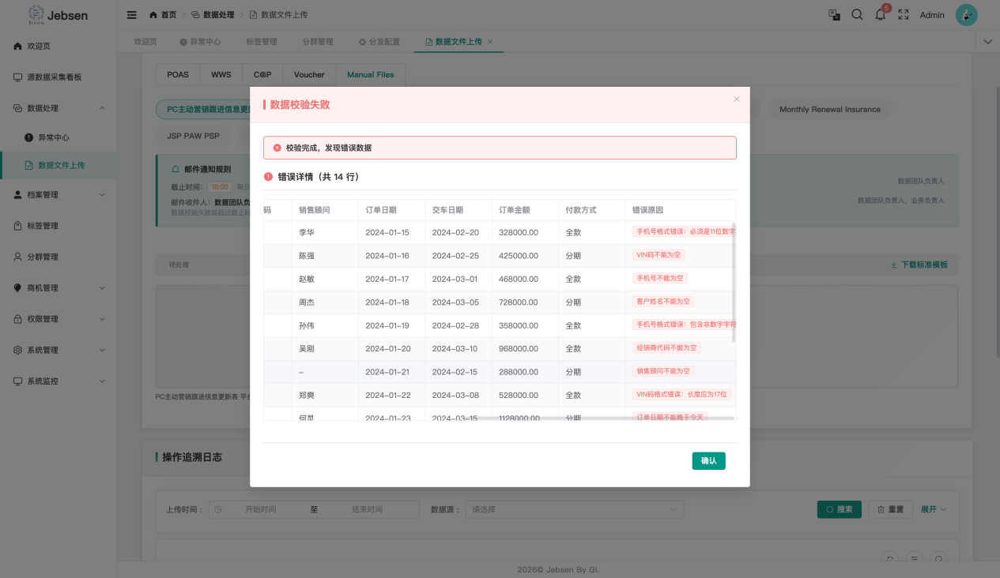 JEBSEN
Jebsen
首页
数据处理
数据文件上传
5
Admin
欢迎页
异常中心
标签管理
分群管理
分发配置
数据文件上传
欢迎页
源数据采集看板
数据处理
异常中心
数据文件上传
档案管理
标签管理
分群管理
商机管理
权限管理
系统管理
系统监控
POAS
WWS
C@P
Voucher
Manual Files
PC主动营销跟进信息更
Monthly Renewal Insurance
JSP PAW PSP
邮件通知规则
截止时间：
18:00
每日
数据团队负责人
邮件收件人：数据团队负
数据团队负责人、业务负责人
数据校验失败或超过截止时
待处理
下载标准模板
PC主动营销跟进信息更新表 平台
数据校验失败
校验完成，发现错误数据
错误详情（共 14 行）
码 销售顾问 订单日期 交车日期 订单金额 付款方式 错误原因
李华 2024-01-15 2024-02-20 328000.00 全款 手机号格式错误：必须是11位数字
陈强 2024-01-16 2024-02-25 425000.00 分期 VIN码不能为空
赵敏 2024-01-17 2024-03-01 468000.00 全款 手机号不能为空
周杰 2024-01-18 2024-03-05 728000.00 分期 客户姓名不能为空
孙伟 2024-01-19 2024-02-28 358000.00 全款 手机号格式错误：包含非数字字符
吴刚 2024-01-20 2024-03-10 968000.00 全款 经销商代码不能为空
- 2024-01-21 2024-02-15 288000.00 分期 销售顾问不能为空
郑爽 2024-01-22 2024-03-08 528000.00 全款 VIN码格式错误：长度应为17位
何炅 2024-01-23 2024-03-15 1128000.00 分期 订单日期不能晚于今天
确认
操作追溯日志
上传时间：
开始时间
至
结束时间
数据源：
请选择
搜索
重置
展开
2026© Jebsen By GI.